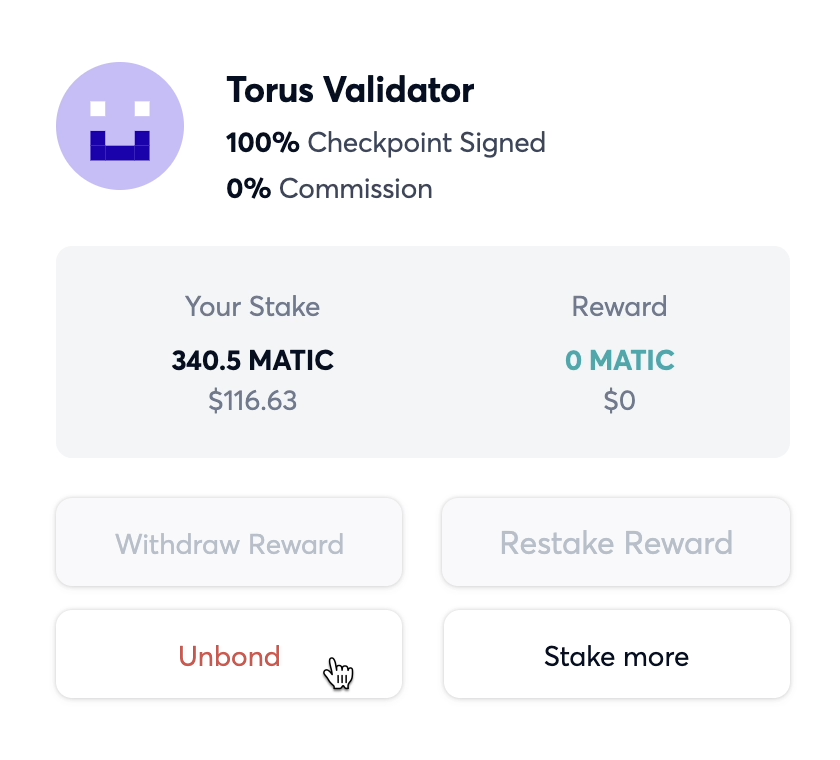 Torus Validator
100% Checkpoint Signed
0% Commission
Your Stake
Reward
340.5 MATIC
0 MATIC
$116.63
$0
Withdraw Reward
Restake Reward
Unbond
Stake more